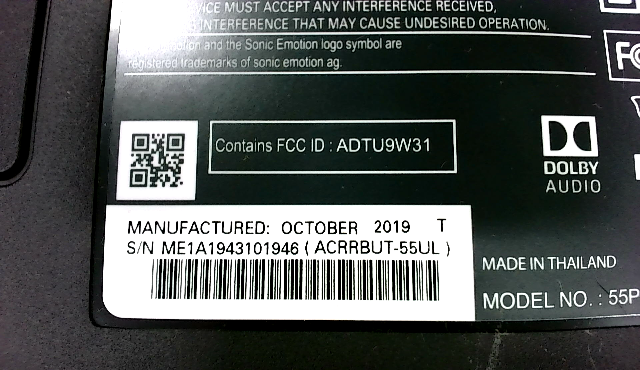 VICE MUST ACCEPT ANY INTERFERENCE RECEIVED,
INTERFERENCE THAT MAY CAUSE UNDESIRED OPERATION.
and the Sonic Emotion logo symbol are
registered trademarks of sonic emotion ag.
Contains FCC ID : ADTU9W31
DOLBY
AUDIO
MANUFACTURED: OCTOBER 2019 T
S/N ME1A1943101946 ( ACRRBUT-55UL )
MADE IN THAILAND
MODEL NO. : 55P